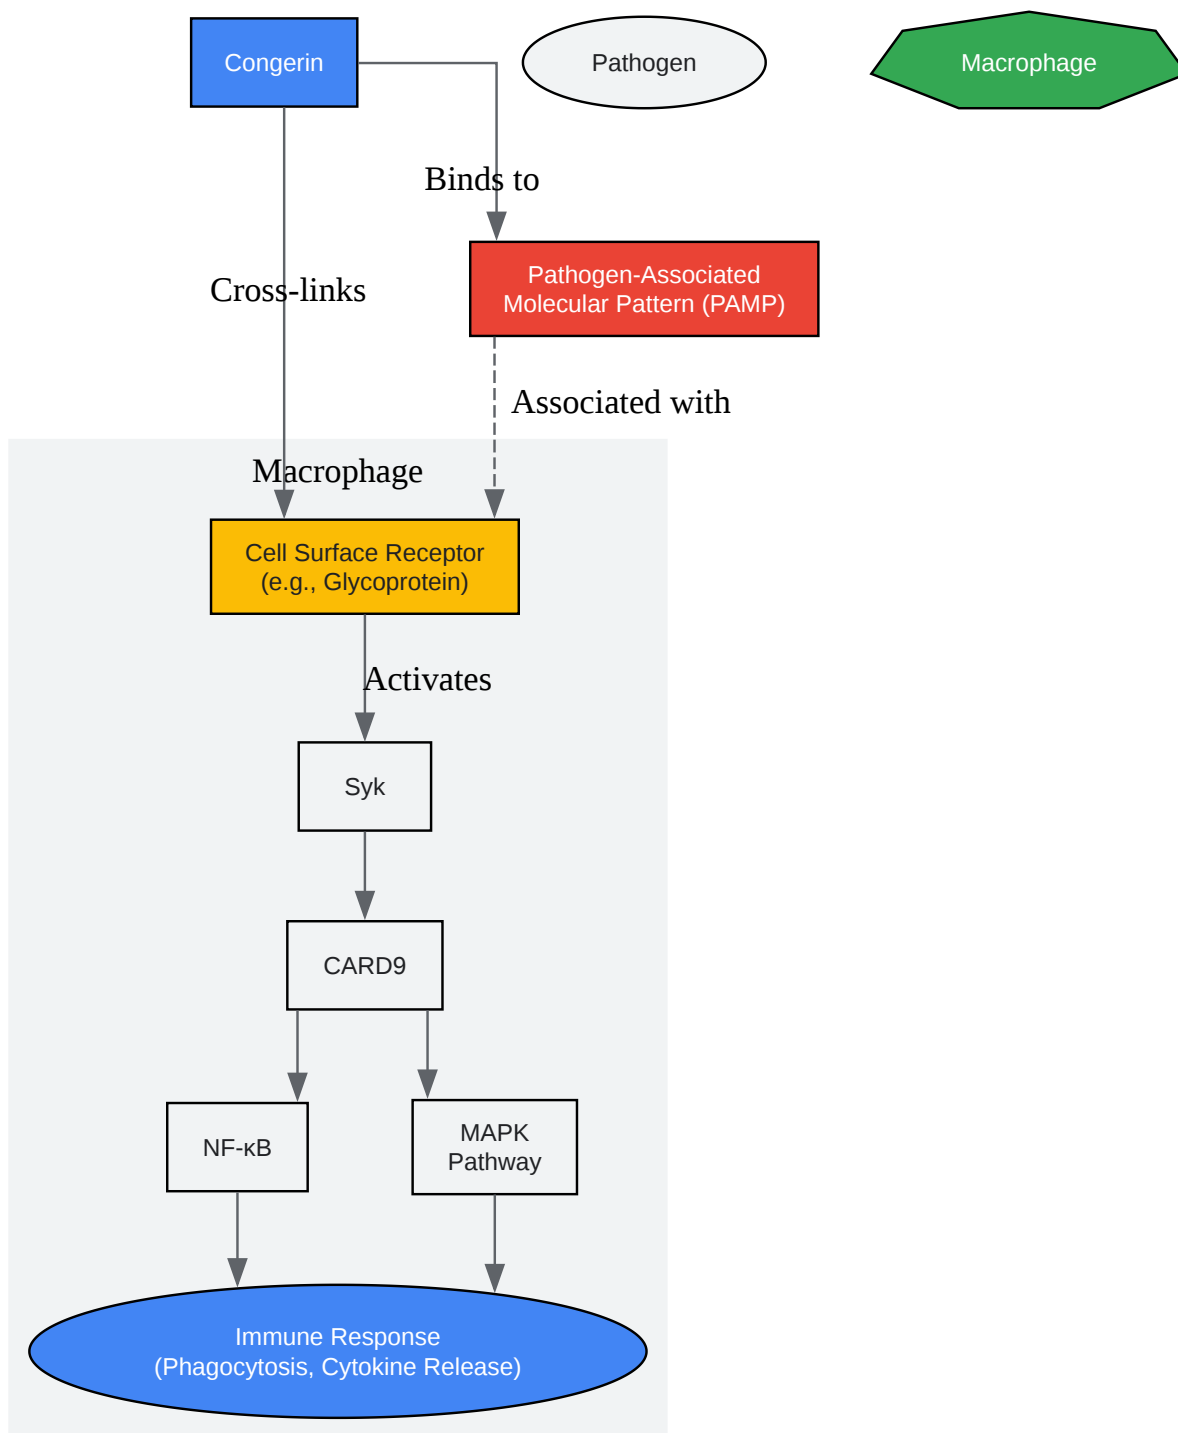 Congerin
Pathogen
Macrophage
Binds to
Cross-links
Pathogen-Associated
Molecular Pattern (PAMP)
Associated with
Macrophage
Cell Surface Receptor
(e.g., Glycoprotein)
Activates
Syk
CARD9
NF-κB
MAPK
Pathway
Immune Response
(Phagocytosis, Cytokine Release)